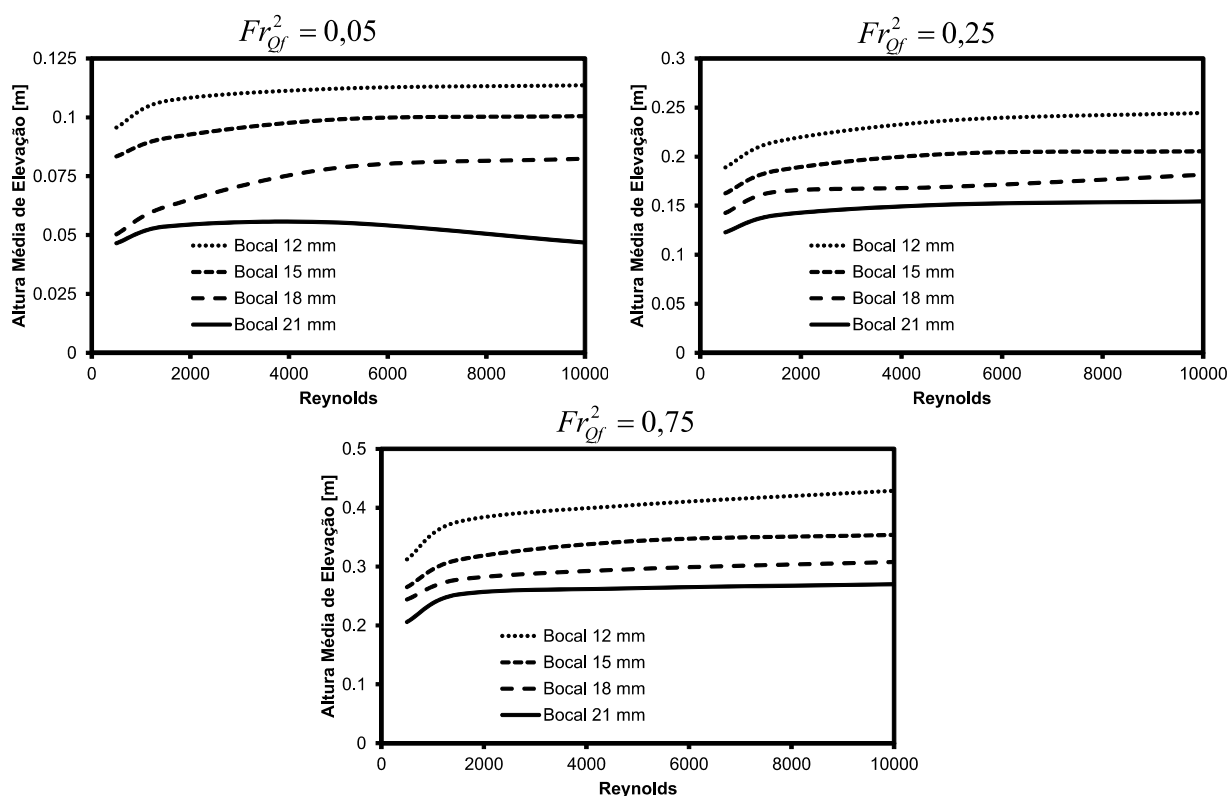 Fr²_Qf = 0,05
Altura Média de Elevação [m]
0.125
0.1
0.075
0.05
0.025
0
Bocal 12 mm
Bocal 15 mm
Bocal 18 mm
Bocal 21 mm
0 2000 4000 6000 8000 10000
Reynolds
Fr²_Qf = 0,25
Altura Média de Elevação [m]
0.3
0.25
0.2
0.15
0.1
0.05
0
Bocal 12 mm
Bocal 15 mm
Bocal 18 mm
Bocal 21 mm
0 2000 4000 6000 8000 10000
Reynolds
Fr²_Qf = 0,75
Altura Média de Elevação [m]
0.5
0.4
0.3
0.2
0.1
0
Bocal 12 mm
Bocal 15 mm
Bocal 18 mm
Bocal 21 mm
0 2000 4000 6000 8000 10000
Reynolds